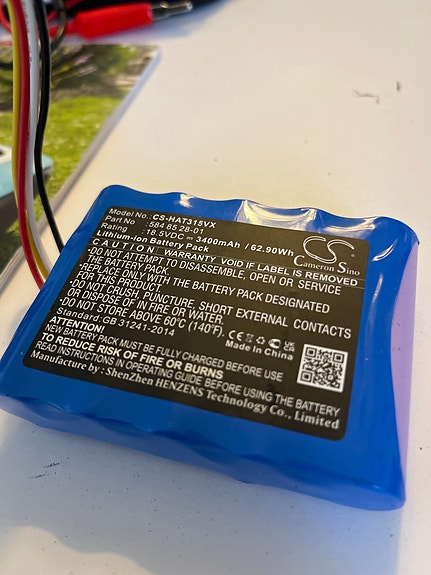 Model No.: CS-HAT315VX
Part No : 584 85 28-01
Rating : 18.5VDC ⎓ 3400mAh / 62.90Wh
Lithium-ion Battery Pack
CS
Cameron Sino
CAUTION WARRANTY VOID IF LABEL IS REMOVED
•DO NOT ATTEMPT TO DISASSEMBLE, OPEN OR SERVICE
THE BATTERY PACK.
•REPLACE ONLY WITH THE BATTERY PACK DESIGNATED
FOR THIS PRODUCT.
•DO NOT CRUSH, PUNCTURE, SHORT EXTERNAL CONTACTS
OR DISPOSE OF IN FIRE OR WATER
•DO NOT STORE ABOVE 60°C (140°F).
Standard: GB 31241-2014
CE
Made In China
ATTENTION!
NEW BATTERY PACK MUST BE FULLY CHARGED BEFORE USE
TO REDUCE RISK OF FIRE OR BURNS
READ INSTRUCTIONS IN OPERATING GUIDE BEFORE USING THE BATTERY
Manufacture by : ShenZhen HENZENS Technology Co., Limited